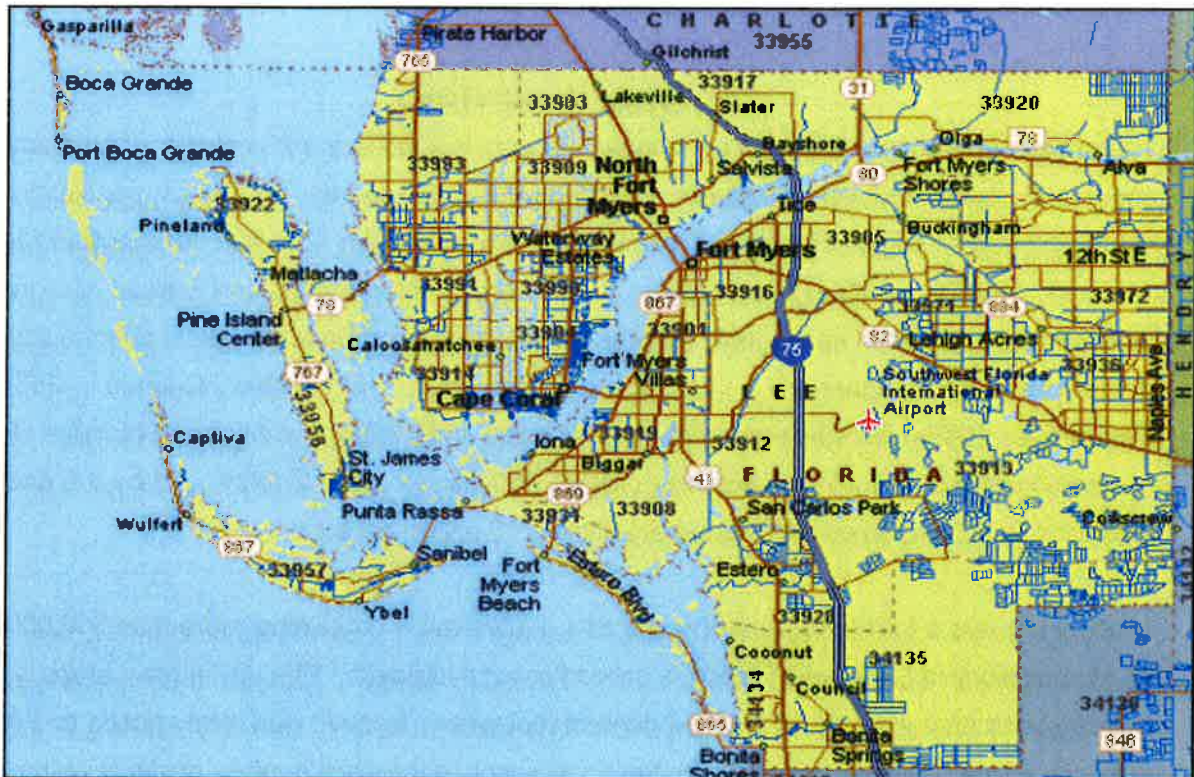 Gasparilla
Boca Grande
Port Boca Grande
Pirate Harbor
765
CHARLOTTE
33955
Gilchrist
33917
Lakeville
Slater
33903
33920
31
Bayshore
Olga
78
Alva
33993
33909
North
Fort
Myers
Salvista
80
Fort Myers
Shores
Tice
33922
Pineland
Waterway
Estates
Fort Myers
33905
Buckingham
12th St E
HENDRY
Matlacha
78
33991
33990
867
33916
33971
884
33972
Pine Island
Center
33904
33901
75
82
Lehigh Acres
33936
Caloosahatchee
Fort Myers
Villas
767
33914
Cape Coral
LEE
Southwest Florida
International
Airport
Naples Ave
33956
Captiva
St. James
City
Iona
33919
Biggar
33912
FLORIDA
33913
Punta Rassa
869
33931
33908
41
San Carlos Park
Corkscrew
Wulfert
867
33957
Sanibel
Ybel
Fort
Myers
Beach
Estero Blvd
Estero
33928
Coconut
34135
34134
Council
865
Bonita
Shores
Bonita
Springs
846